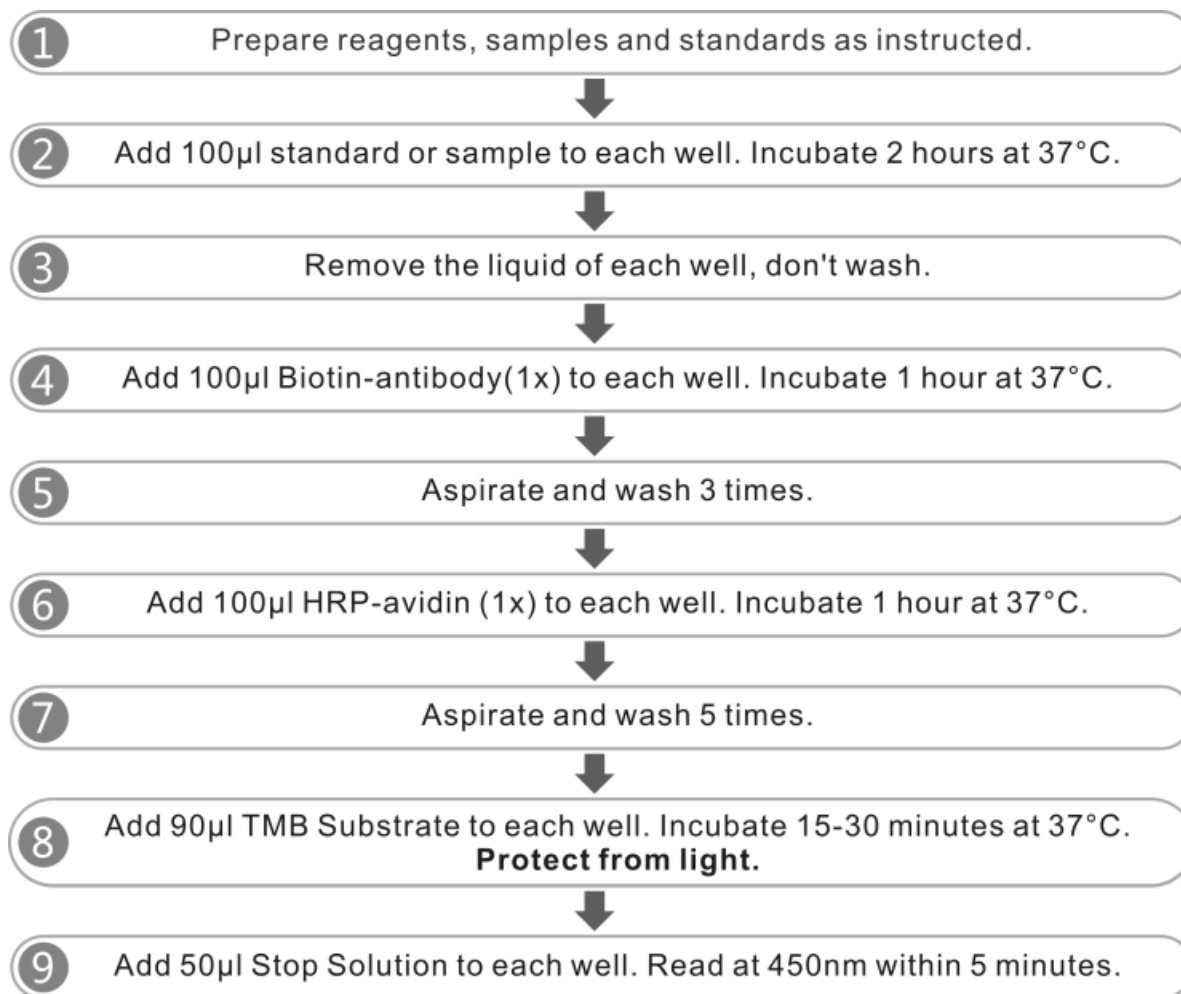 1 Prepare reagents, samples and standards as instructed.
2 Add 100µl standard or sample to each well. Incubate 2 hours at 37°C.
3 Remove the liquid of each well, don't wash.
4 Add 100µl Biotin-antibody(1x) to each well. Incubate 1 hour at 37°C.
5 Aspirate and wash 3 times.
6 Add 100µl HRP-avidin (1x) to each well. Incubate 1 hour at 37°C.
7 Aspirate and wash 5 times.
8 Add 90µl TMB Substrate to each well. Incubate 15-30 minutes at 37°C.
Protect from light.
9 Add 50µl Stop Solution to each well. Read at 450nm within 5 minutes.